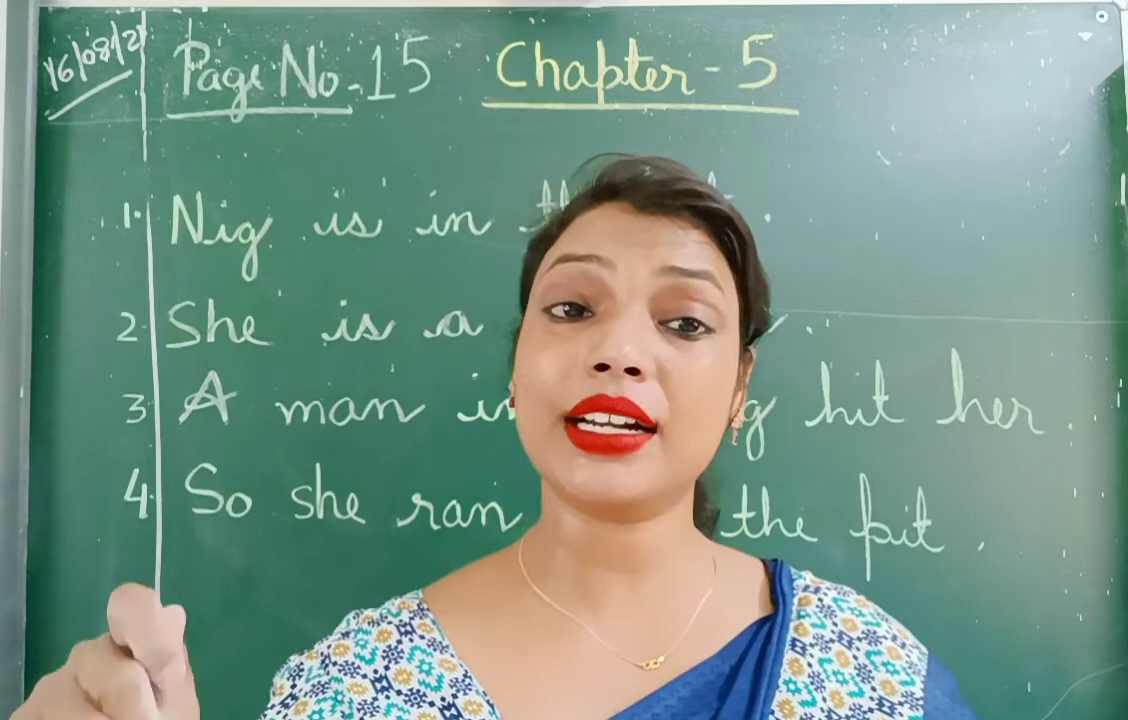 16/08/21 Page No.-15 Chapter-5
1. Nig is in
2. She is a
3. A man in hit her.
4. So she ran the pit.